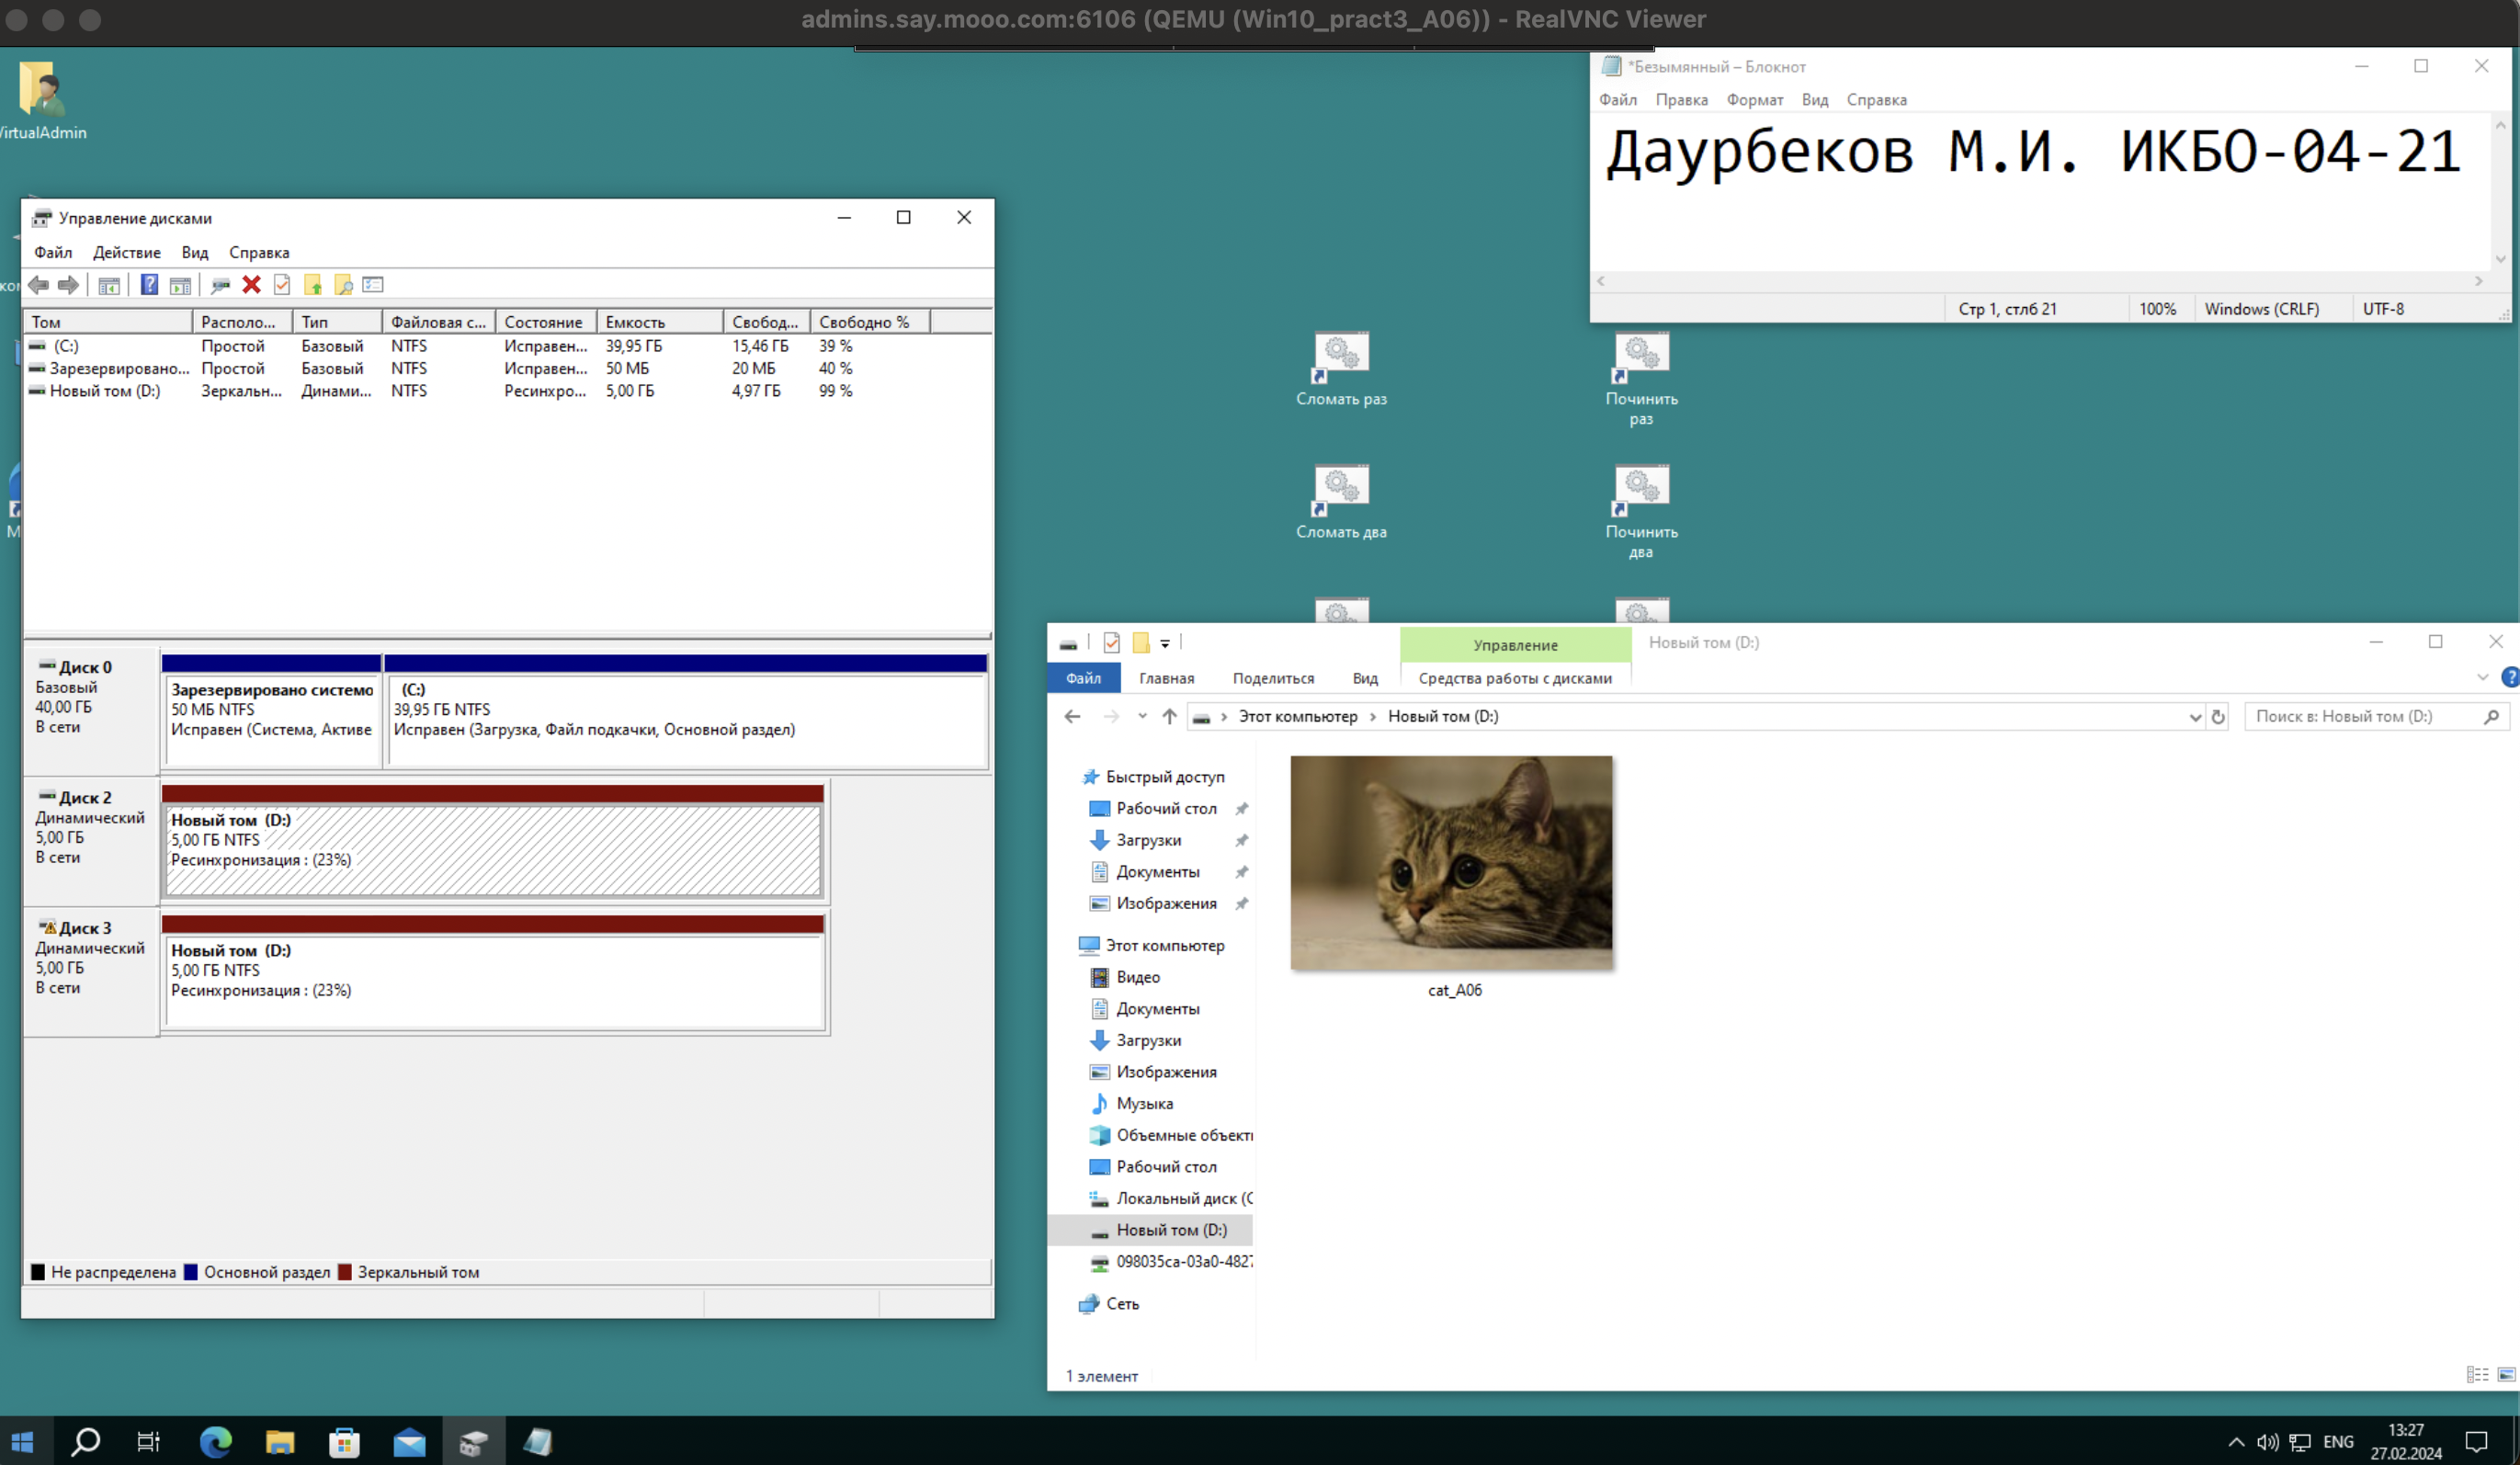 admins.say.mooo.com:6106 (QEMU (Win10_pract3_A06)) - RealVNC Viewer
VirtualAdmin
*Безымянный – Блокнот
Файл Правка Формат Вид Справка
Даурбеков М.И. ИКБО-04-21
Стр 1, стлб 21
100%
Windows (CRLF)
UTF-8
Управление дисками
Файл Действие Вид Справка
Том Располо... Тип Файловая с... Состояние Емкость Свобод... Свободно %
(C:) Простой Базовый NTFS Исправен... 39,95 ГБ 15,46 ГБ 39 %
Зарезервировано... Простой Базовый NTFS Исправен... 50 МБ 20 МБ 40 %
Новый том (D:) Зеркальн... Динами... NTFS Ресинхро... 5,00 ГБ 4,97 ГБ 99 %
Диск 0
Базовый
40,00 ГБ
В сети
Зарезервировано системо
50 МБ NTFS
Исправен (Система, Активе
(C:)
39,95 ГБ NTFS
Исправен (Загрузка, Файл подкачки, Основной раздел)
Диск 2
Динамический
5,00 ГБ
В сети
Новый том (D:)
5,00 ГБ NTFS
Ресинхронизация : (23%)
Диск 3
Динамический
5,00 ГБ
В сети
Новый том (D:)
5,00 ГБ NTFS
Ресинхронизация : (23%)
Не распределена Основной раздел Зеркальный том
Сломать раз
Починить
раз
Сломать два
Починить
два
Управление
Новый том (D:)
Файл Главная Поделиться Вид Средства работы с дисками
Этот компьютер > Новый том (D:)
Поиск в: Новый том (D:)
Быстрый доступ
Рабочий стол
Загрузки
Документы
Изображения
Этот компьютер
Видео
Документы
Загрузки
Изображения
Музыка
Объемные объект
Рабочий стол
Локальный диск (C
Новый том (D:)
098035ca-03a0-4827
Сеть
cat_A06
1 элемент
ENG
13:27
27.02.2024